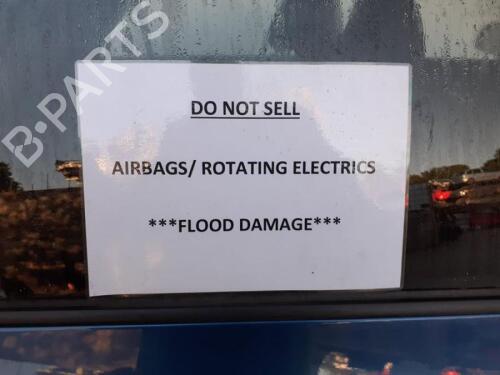 B-PARTS
DO NOT SELL
AIRBAGS/ ROTATING ELECTRICS
***FLOOD DAMAGE***